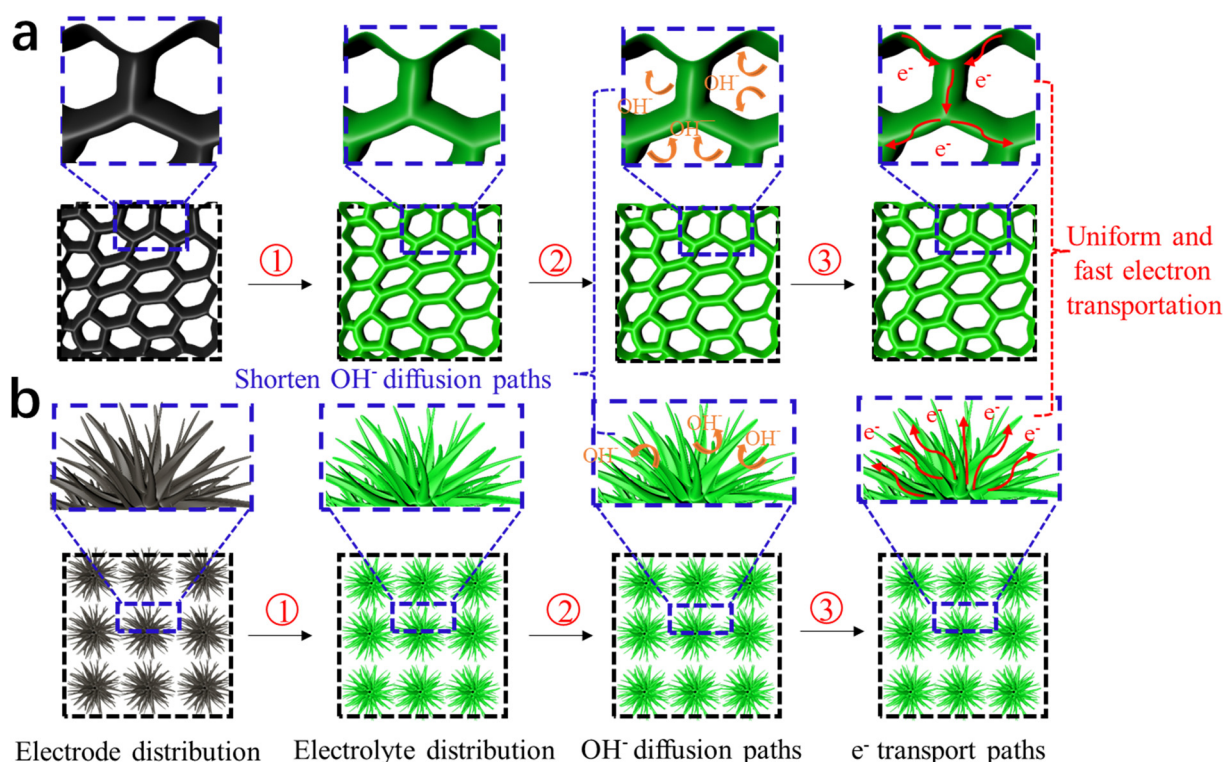 a
e⁻
e⁻
e⁻
OH⁻
OH⁻
OH⁻
①
②
③
Uniform and
fast electron
transportation
Shorten OH⁻ diffusion paths
b
OH⁻
OH⁻
OH⁻
e⁻
e⁻
e⁻
e⁻
①
②
③
Electrode distribution
Electrolyte distribution
OH⁻ diffusion paths
e⁻ transport paths